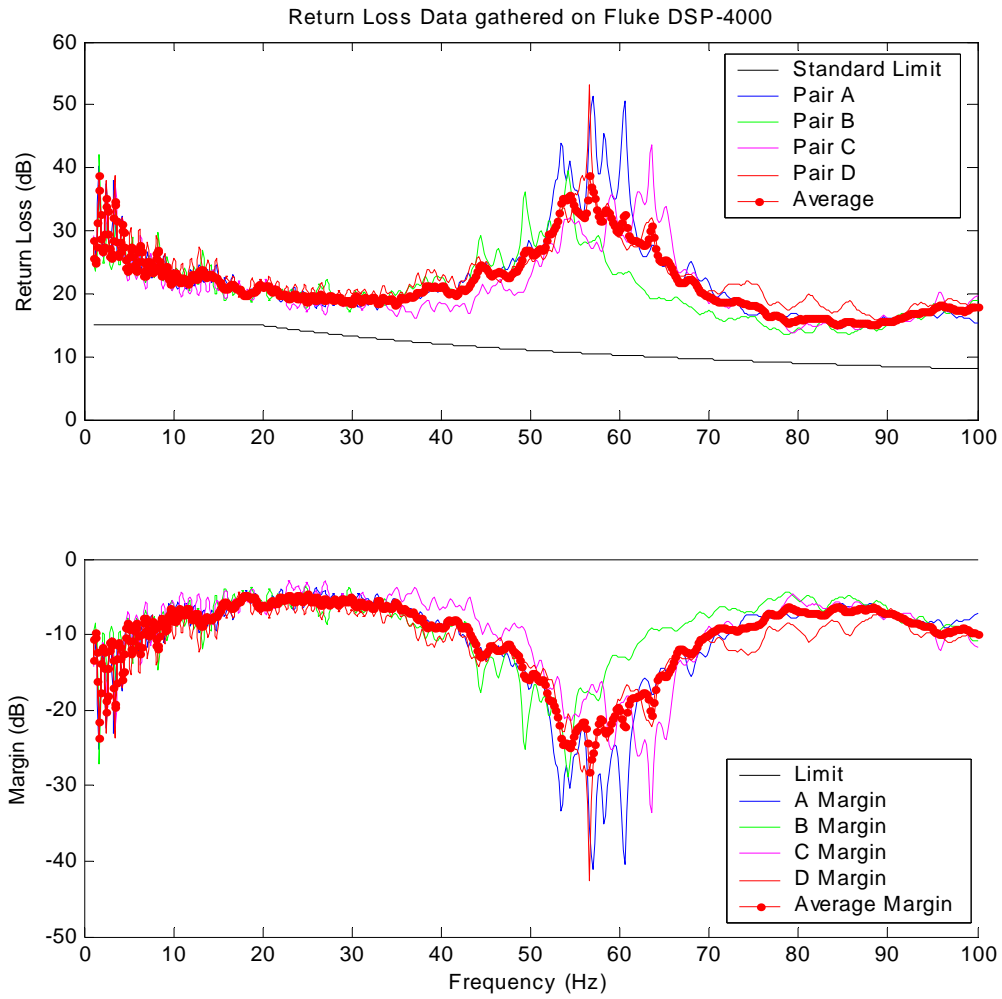 Return Loss Data gathered on Fluke DSP-4000
60
50
40
30
20
10
0
Return Loss (dB)
Standard Limit
Pair A
Pair B
Pair C
Pair D
Average
0 10 20 30 40 50 60 70 80 90 100
0
-10
-20
-30
-40
-50
Margin (dB)
Limit
A Margin
B Margin
C Margin
D Margin
Average Margin
0 10 20 30 40 50 60 70 80 90 100
Frequency (Hz)